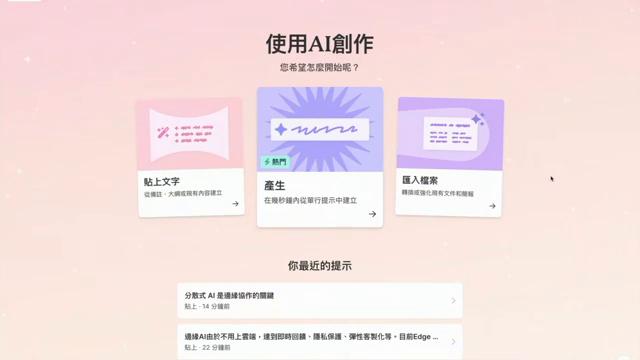 使用AI創作
您希望怎麼開始呢？
貼上文字
從備註、大綱或現有內容建立
熱門
產生
在幾秒鐘內從單行提示中建立
匯入檔案
轉換或強化現有文件和簡報
你最近的提示
分散式 AI 是邊緣協作的關鍵
貼上 · 14 分鐘前
邊緣AI由於不用上雲端，達到即時回饋、隱私保護、彈性客製化等。目前Edge ...
貼上 · 22 分鐘前